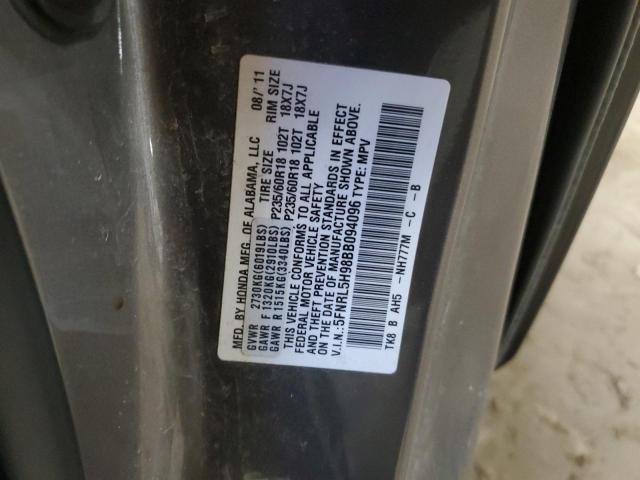 MFD. BY HONDA MFG. OF ALABAMA, LLC 08/'11
TIRE SIZE RIM SIZE
GVWR 2730KG(6019LBS)
GAWR F 1320KG(2910LBS) P235/60R18 102T 18X7J
GAWR R 1515KG(3340LBS) P235/60R18 102T 18X7J
THIS VEHICLE CONFORMS TO ALL APPLICABLE
FEDERAL MOTOR VEHICLE SAFETY
AND THEFT PREVENTION STANDARDS IN EFFECT
ON THE DATE OF MANUFACTURE SHOWN ABOVE.
V.I.N.:5FNRL5H98BB094096 TYPE: MPV
TK8 B AH5 -NH777M -C -B